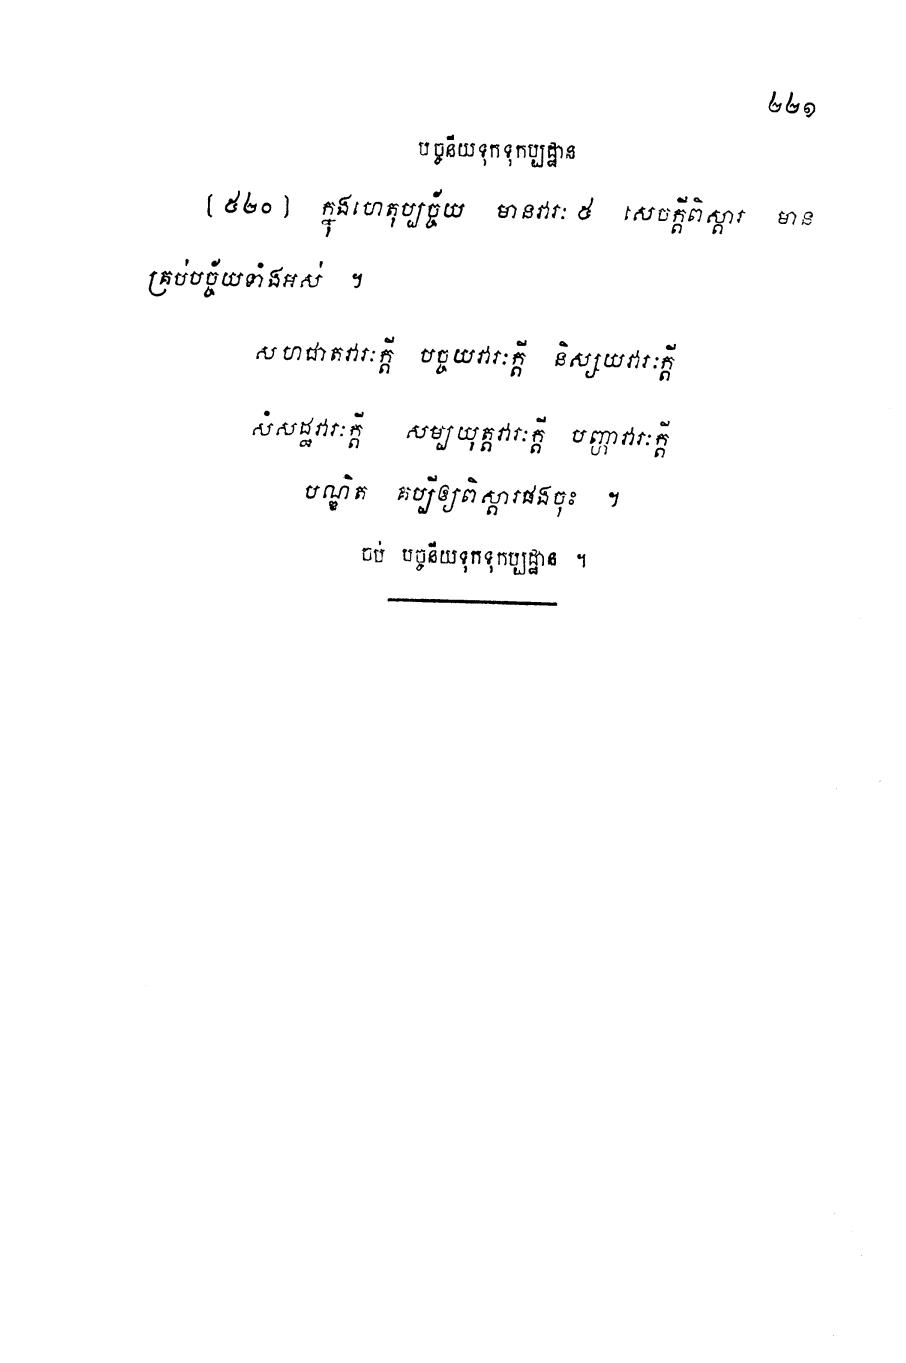 ២២១
បច្ចនីយទុកទុកប្បដ្ឋាន
[ ៥២០ ] ក្នុងហេតុប្បច្ច័យ មានវារៈ ៥ សេចក្តីពិស្តារ មាន
គ្រប់បច្ច័យទាំងអស់ ។
សហជាតវារៈក្តី បច្ចយវារៈក្តី និស្សយវារៈក្តី
សំសដ្ឋវារៈក្តី សម្បយុត្តវារៈក្តី បញ្ហាវារៈក្តី
បណ្ឌិត គប្បីឲ្យពិស្តារផងចុះ ។
ចប់ បច្ចនីយទុកទុកប្បដ្ឋាន ។